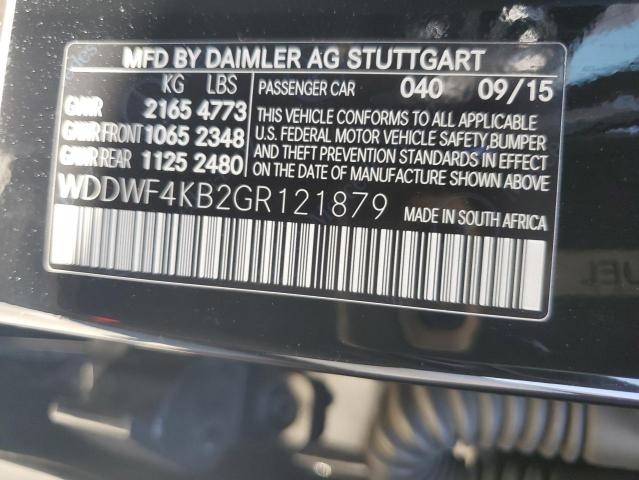 MFD BY DAIMLER AG STUTTGART
KG LBS PASSENGER CAR 040 09/15
GVWR 2165 4773
GAWR FRONT 1065 2348
GAWR REAR 1125 2480
THIS VEHICLE CONFORMS TO ALL APPLICABLE
U.S. FEDERAL MOTOR VEHICLE SAFETY, BUMPER
AND THEFT PREVENTION STANDARDS IN EFFECT
ON THE DATE OF MANUFACTURE SHOWN ABOVE
WDDWF4KB2GR121879 MADE IN SOUTH AFRICA